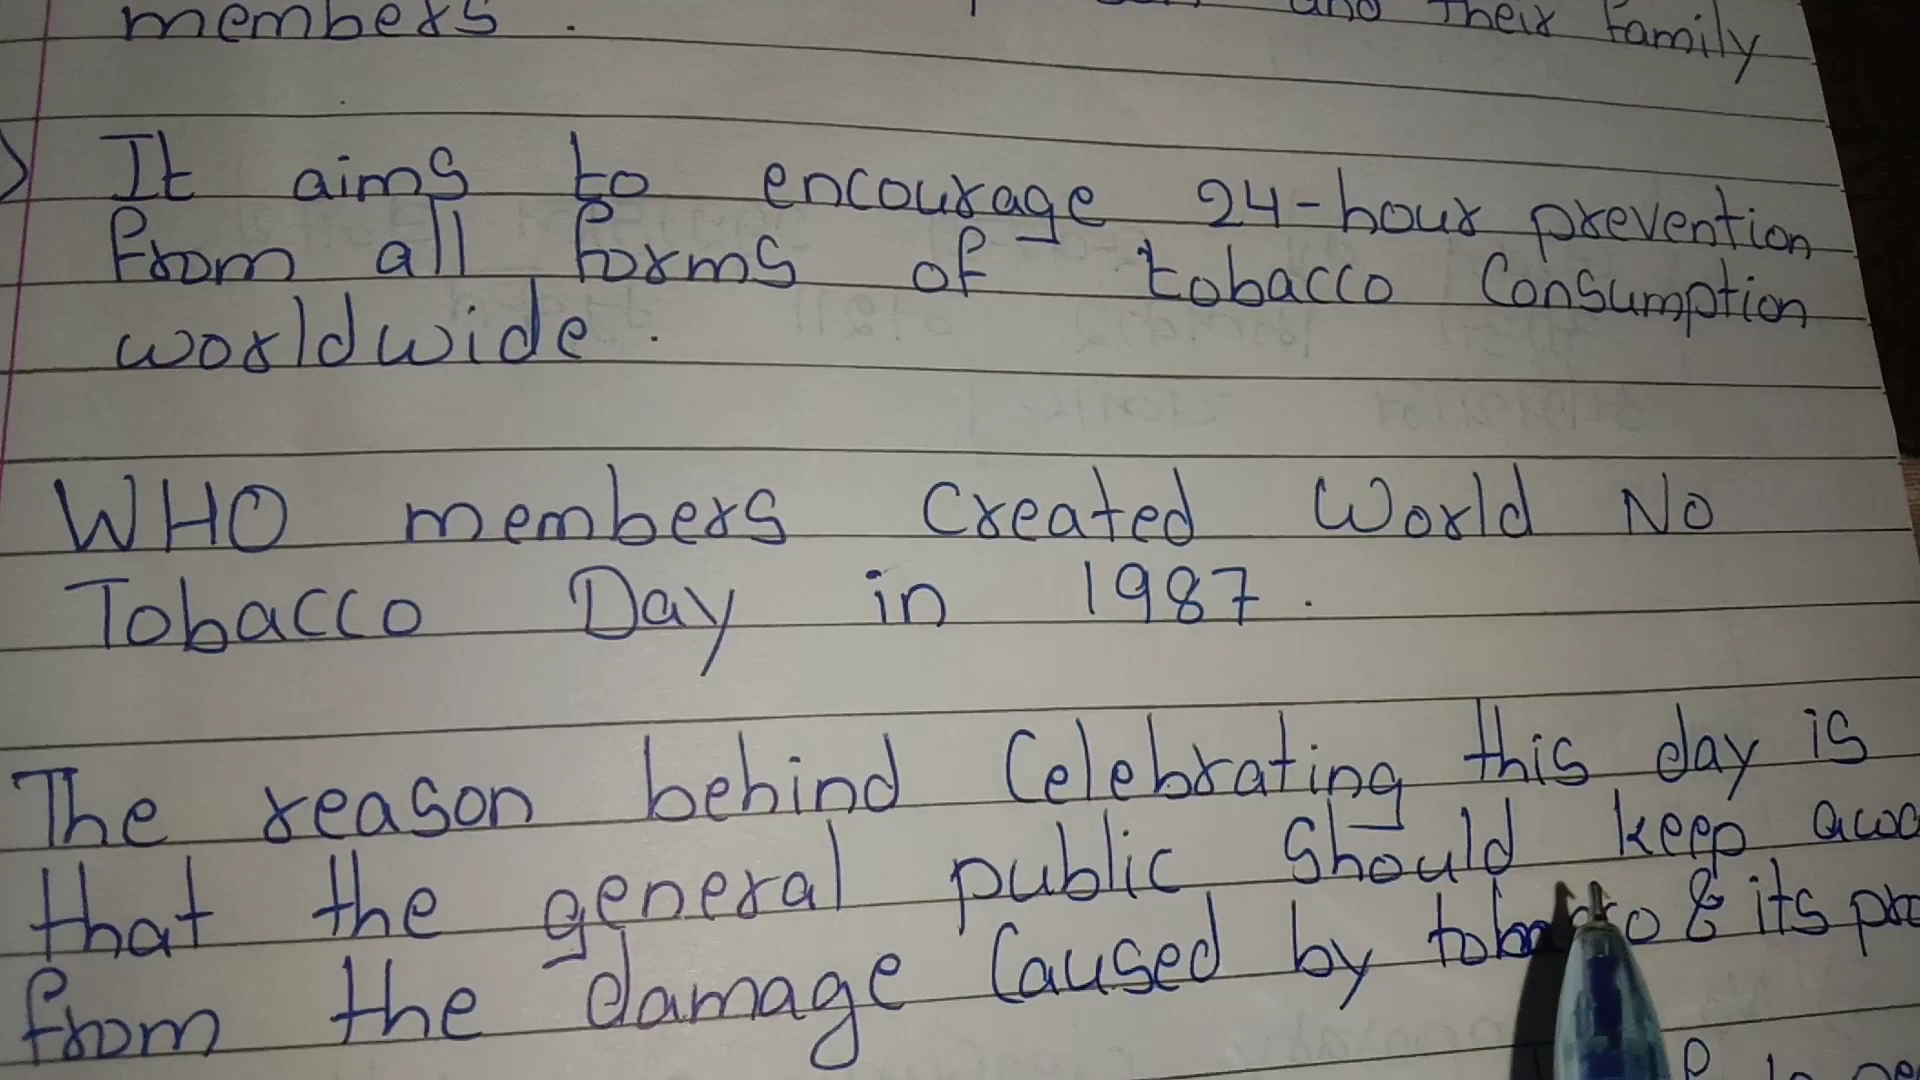 and their family
members.
It aims to encourage 24-hour prevention
from all forms of tobacco Consumption
worldwide.
WHO members Created World No
Tobacco Day in 1987.
The reason behind Celebrating this day is
that the general public should keep
from the damage Caused by tobacco & its